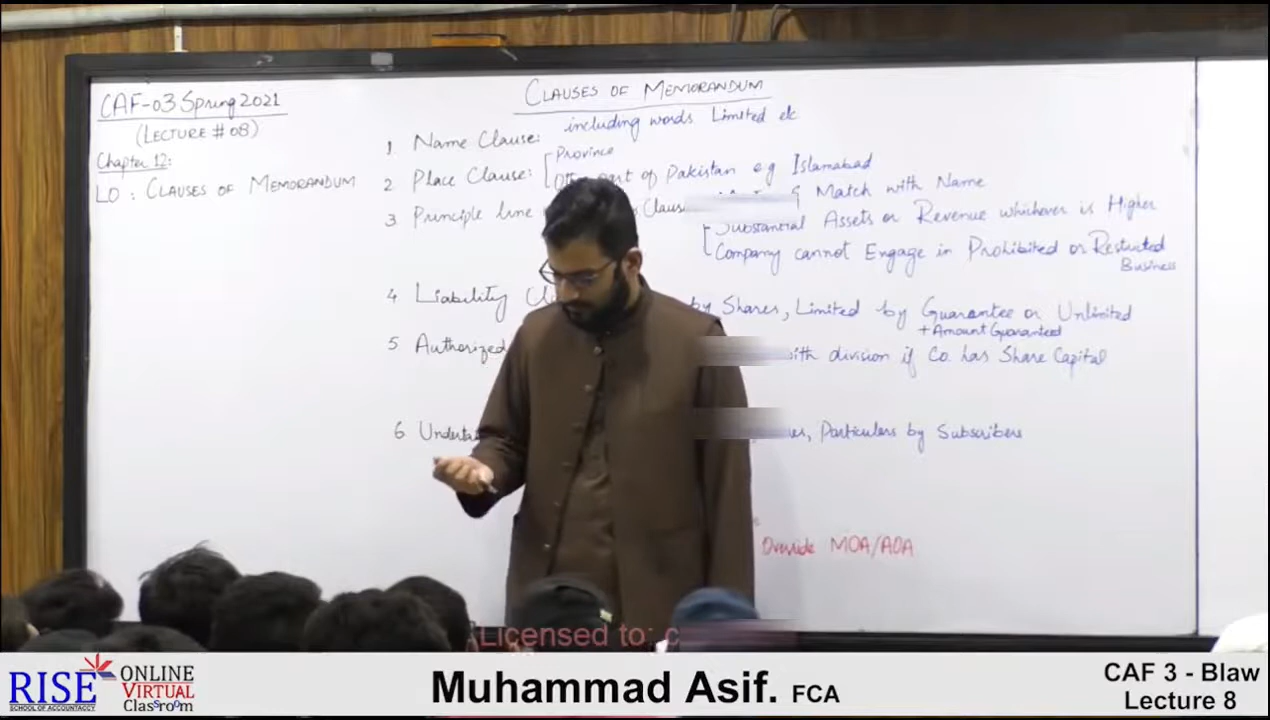 CAF-03 Spring 2021
(LECTURE # 08)
Chapter 12:
LO : CLAUSES OF MEMORANDUM
CLAUSES OF MEMORANDUM
1 Name Clause: including words Limited etc
2 Place Clause: Province
part of Pakistan e.g Islamabad
3 Principle line Clause Match with Name
Substantial Assets or Revenue whichever is Higher
Company cannot Engage in Prohibited or Restricted
Business
4 Liability by Shares, Limited by Guarantee or Unlimited
+ Amount Guaranteed
5 Authorized with division if Co. has Share Capital
6 Particulars by Subscribers
Override MOA/AOA
Licensed to:
RISE
SCHOOL OF ACCOUNTANCY
ONLINE
VIRTUAL
Classroom
Muhammad Asif. FCA
CAF 3 - Blaw
Lecture 8